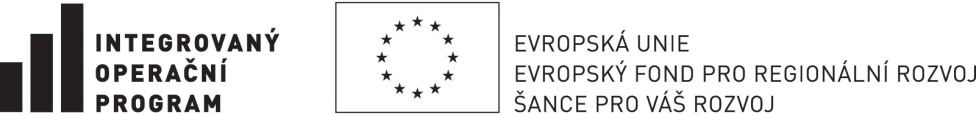 INTEGROVANÝ
OPERAČNÍ
PROGRAM
EVROPSKÁ UNIE
EVROPSKÝ FOND PRO REGIONÁLNÍ ROZVOJ
ŠANCE PRO VÁŠ ROZVOJ